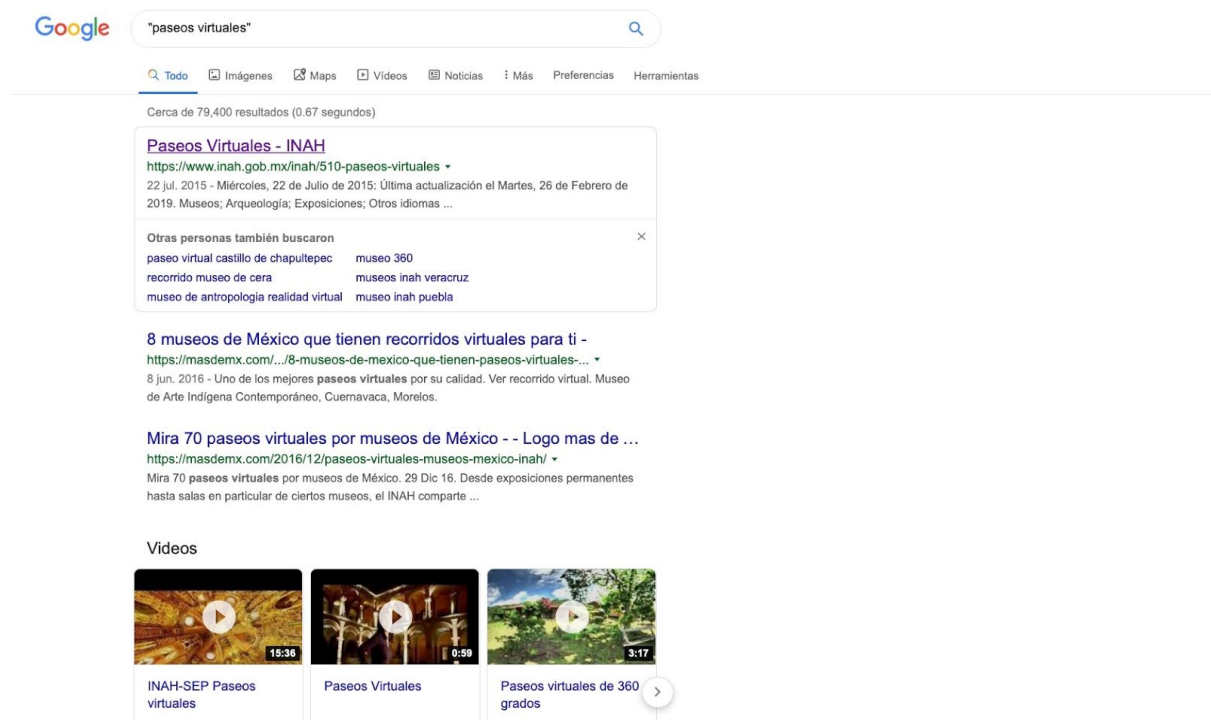 Google
"paseos virtuales"
Todo Imágenes Maps Vídeos Noticias Más Preferencias Herramientas
Cerca de 79,400 resultados (0.67 segundos)
Paseos Virtuales - INAH
https://www.inah.gob.mx/inah/510-paseos-virtuales
22 jul. 2015 - Miércoles, 22 de Julio de 2015: Última actualización el Martes, 26 de Febrero de
2019. Museos; Arqueología; Exposiciones; Otros idiomas ...
Otras personas también buscaron
paseo virtual castillo de chapultepec museo 360
recorrido museo de cera museos inah veracruz
museo de antropologia realidad virtual museo inah puebla
8 museos de México que tienen recorridos virtuales para ti -
https://masdemx.com/.../8-museos-de-mexico-que-tienen-paseos-virtuales-...
8 jun. 2016 - Uno de los mejores paseos virtuales por su calidad. Ver recorrido virtual. Museo
de Arte Indígena Contemporáneo, Cuernavaca, Morelos.
Mira 70 paseos virtuales por museos de México - - Logo mas de ...
https://masdemx.com/2016/12/paseos-virtuales-museos-mexico-inah/
Mira 70 paseos virtuales por museos de México. 29 Dic 16. Desde exposiciones permanentes
hasta salas en particular de ciertos museos, el INAH comparte ...
Videos
15:36 0:59 3:17
INAH-SEP Paseos
virtuales
Paseos Virtuales
Paseos virtuales de 360
grados